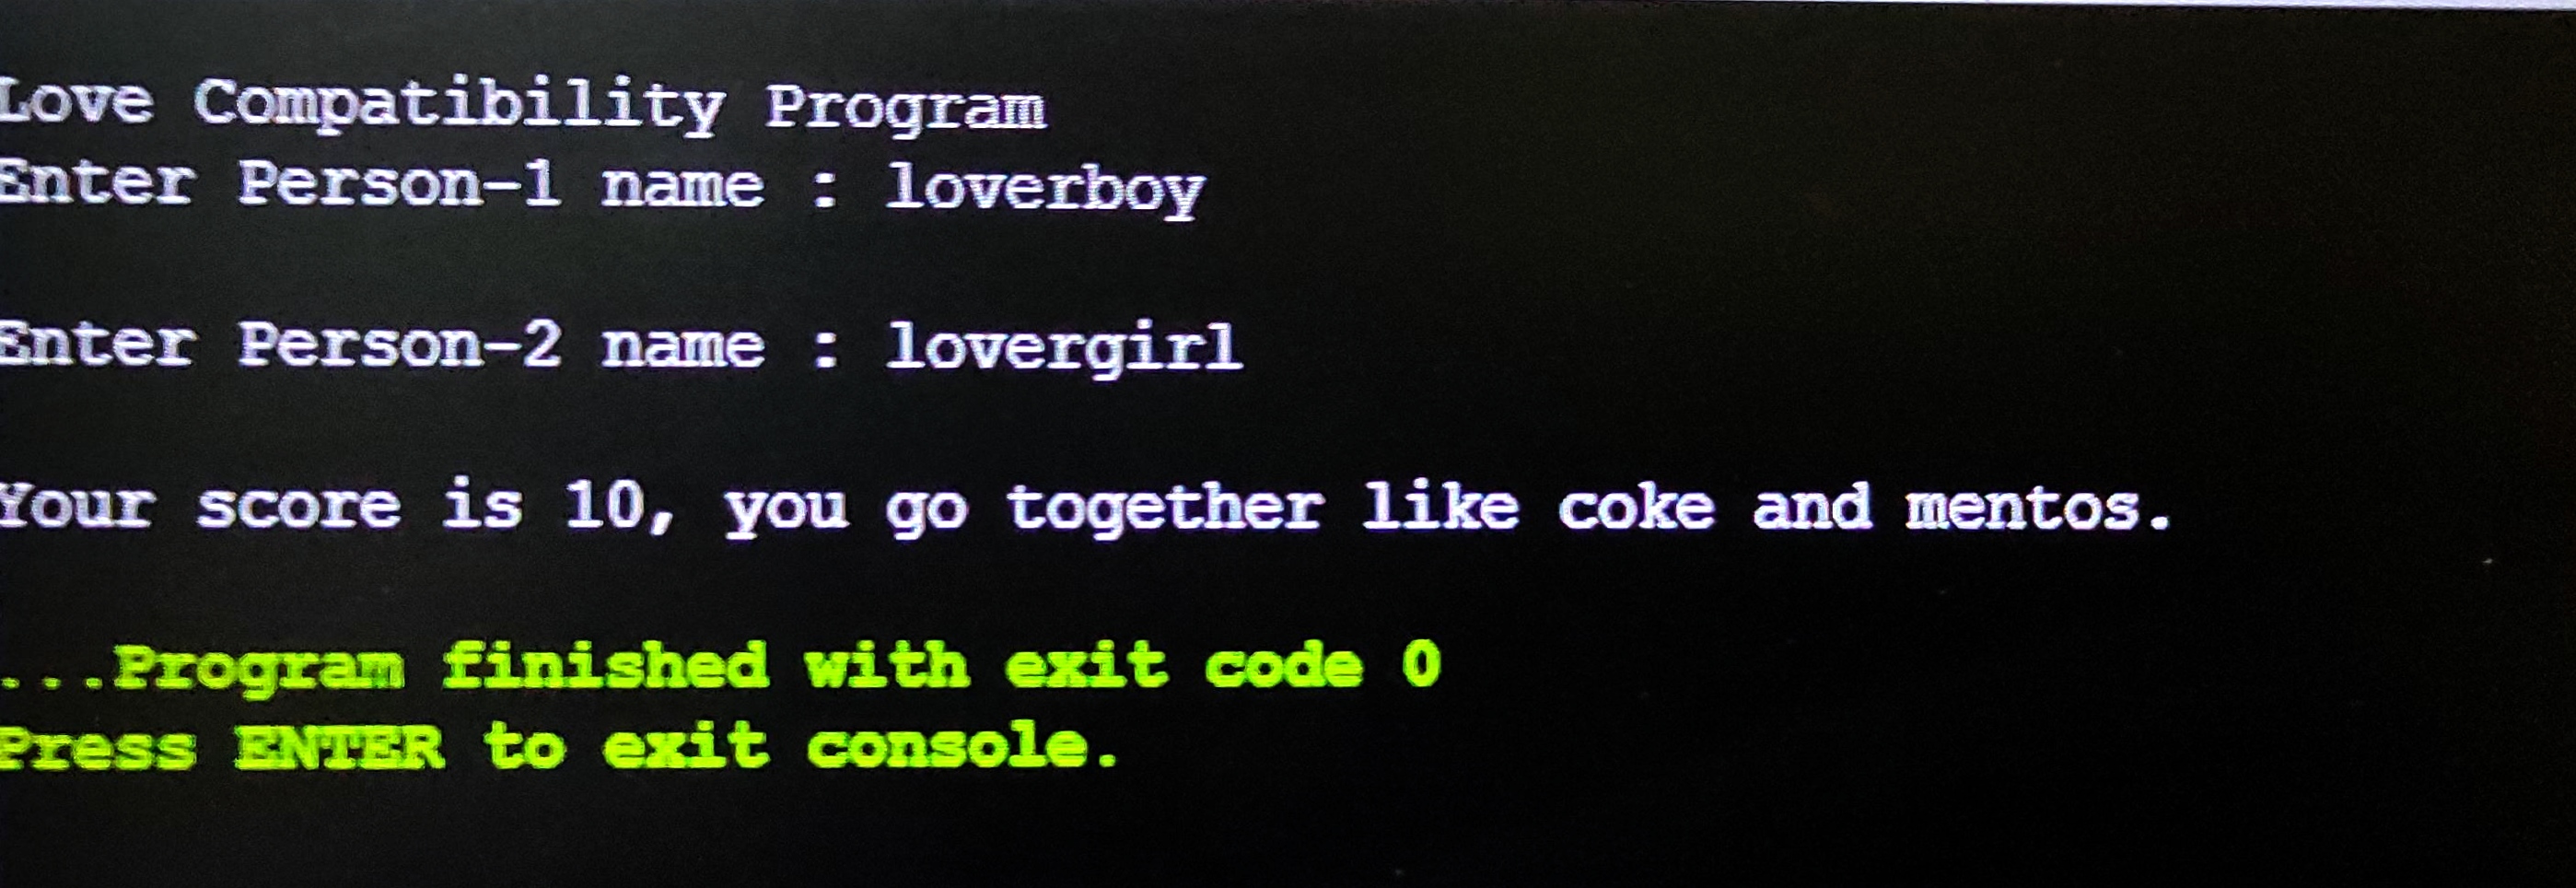 Love Compatibility Program
Enter Person-1 name : loverboy
Enter Person-2 name : lovergirl
Your score is 10, you go together like coke and mentos.
...Program finished with exit code 0
Press ENTER to exit console.